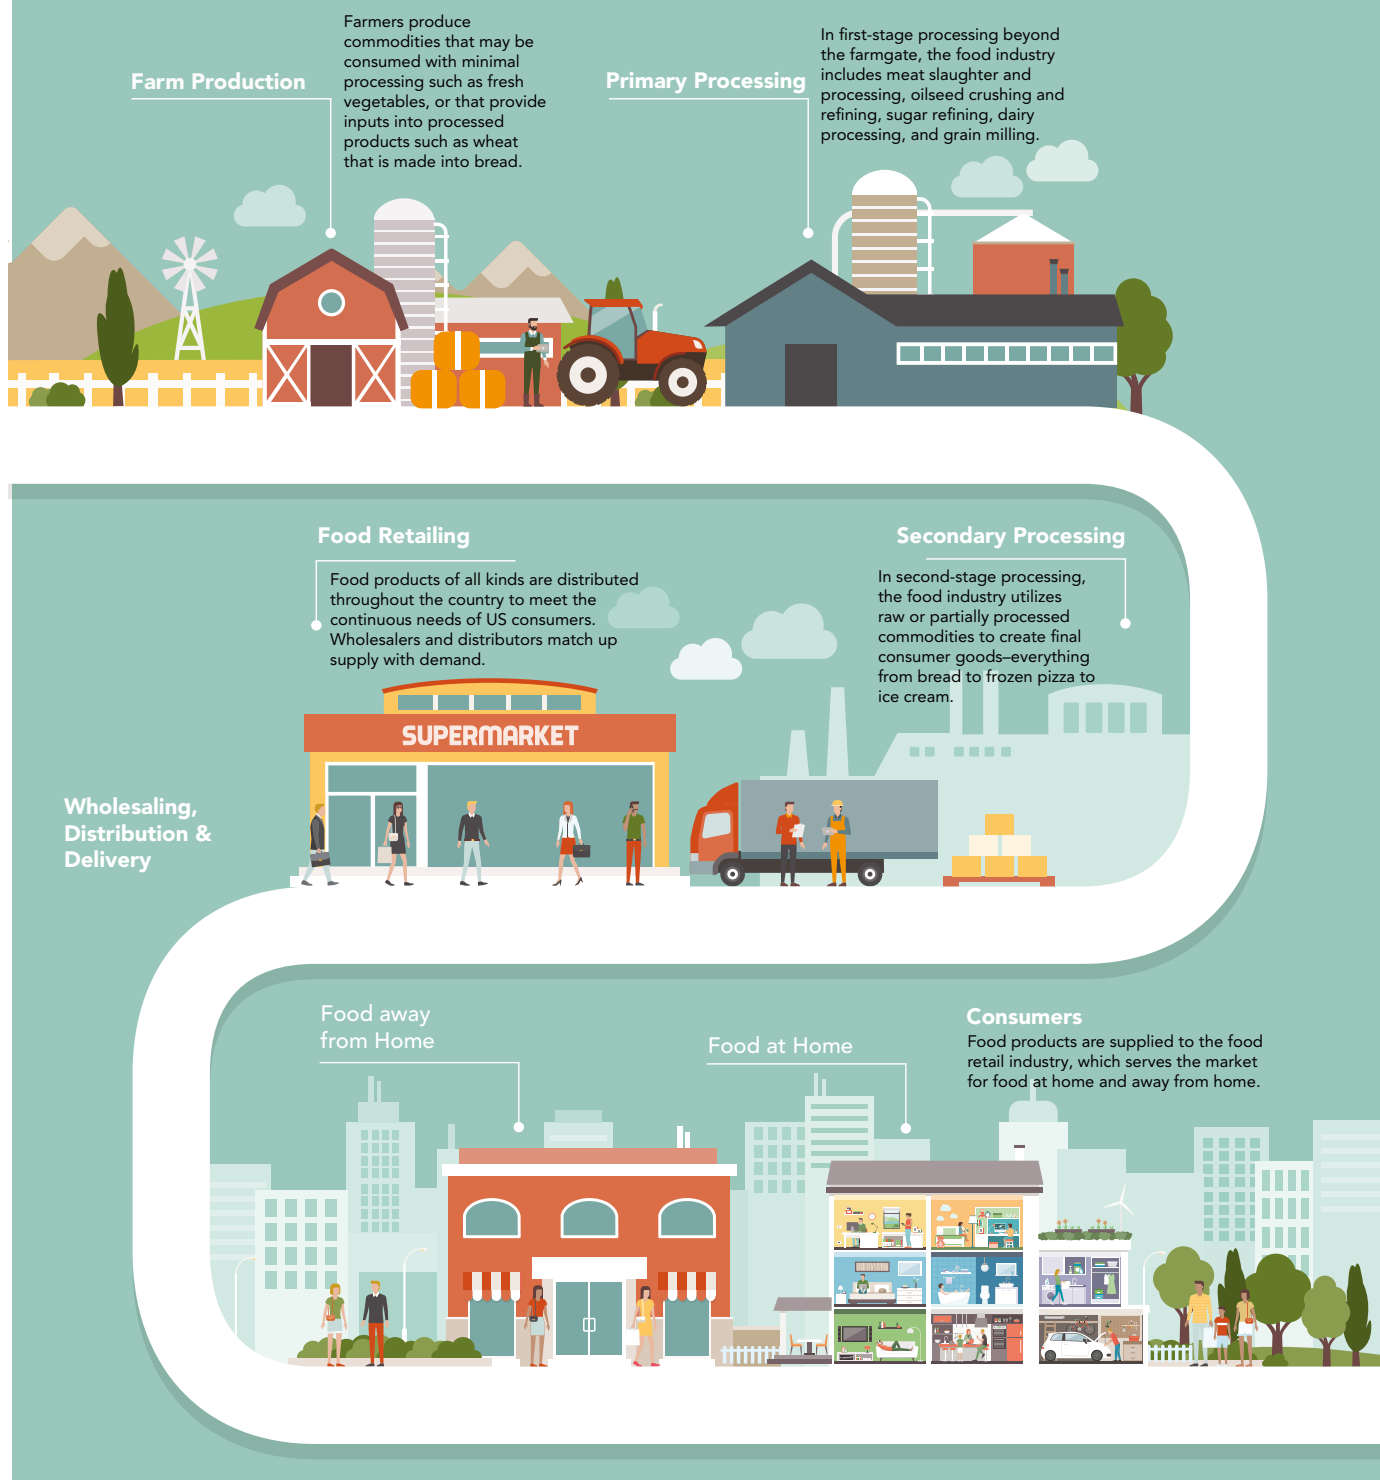 Farm Production
Farmers produce
commodities that may be
consumed with minimal
processing such as fresh
vegetables, or that provide
inputs into processed
products such as wheat
that is made into bread.
Primary Processing
In first-stage processing beyond
the farmgate, the food industry
includes meat slaughter and
processing, oilseed crushing and
refining, sugar refining, dairy
processing, and grain milling.
Secondary Processing
In second-stage processing,
the food industry utilizes
raw or partially processed
commodities to create final
consumer goods–everything
from bread to frozen pizza to
ice cream.
Food Retailing
Food products of all kinds are distributed
throughout the country to meet the
continuous needs of US consumers.
Wholesalers and distributors match up
supply with demand.
SUPERMARKET
Wholesaling,
Distribution &
Delivery
Food away
from Home
Food at Home
Consumers
Food products are supplied to the food
retail industry, which serves the market
for food at home and away from home.